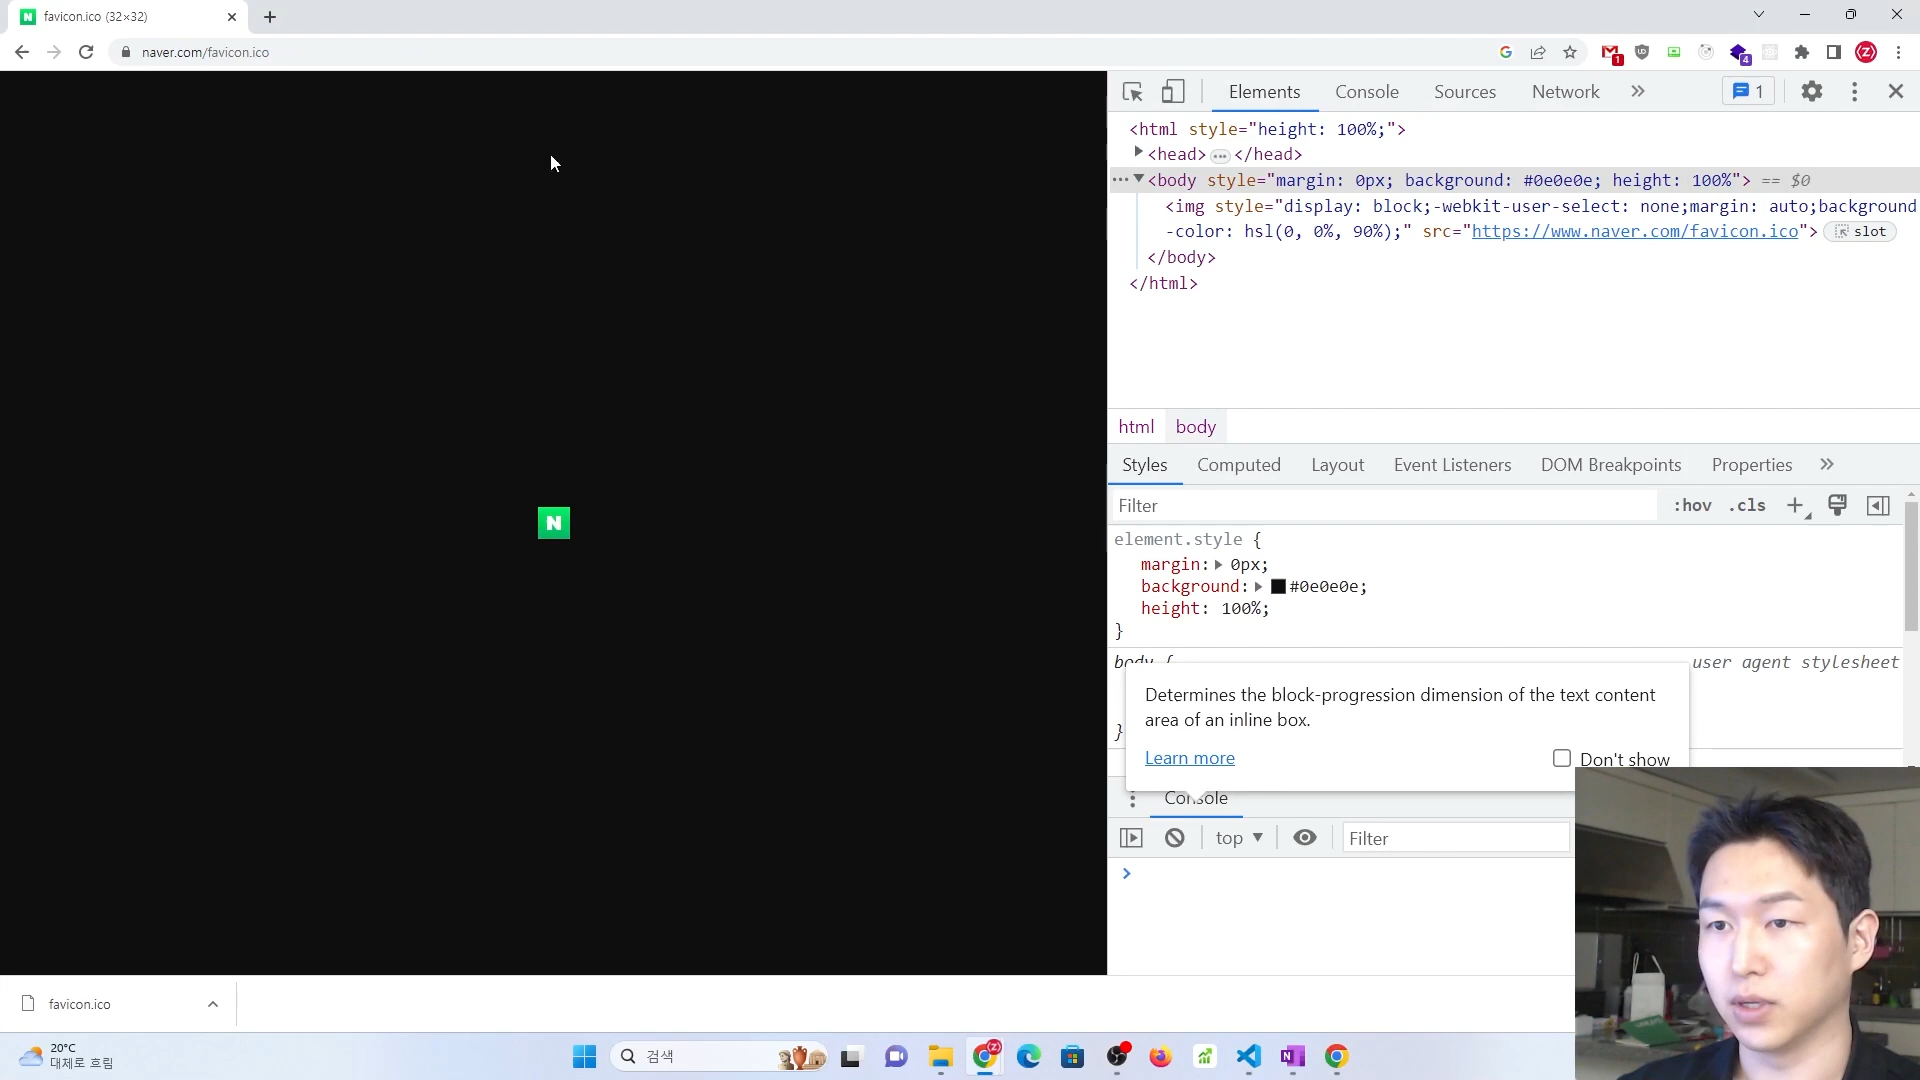 favicon.ico (32×32)
naver.com/favicon.ico
1
4
Z
Elements Console Sources Network 1
<html style="height: 100%;">
<head> </head>
<body style="margin: 0px; background: #0e0e0e; height: 100%"> == $0
<img style="display: block;-webkit-user-select: none;margin: auto;background
-color: hsl(0, 0%, 90%);" src="https://www.naver.com/favicon.ico"> slot
</body>
</html>
html body
Styles Computed Layout Event Listeners DOM Breakpoints Properties
Filter :hov .cls
N
element.style {
margin: 0px;
background: #0e0e0e;
height: 100%;
}
body { user agent stylesheet
Determines the block-progression dimension of the text content
area of an inline box.
}
Learn more Don't show
Console
top Filter
favicon.ico
20°C
대체로 흐림
검색